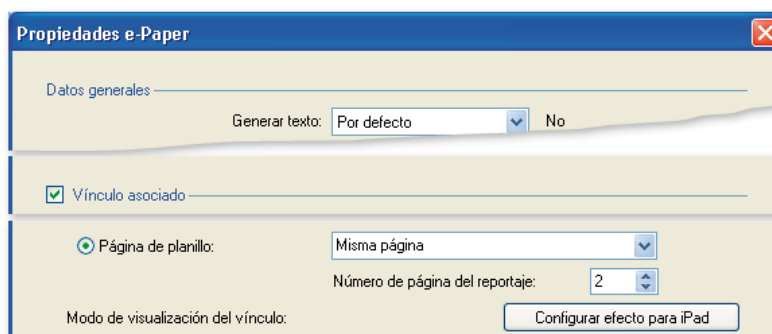 Propiedades e-Paper
Datos generales
Generar texto: Por defecto No
Vínculo asociado
Página de planillo: Misma página
Número de página del reportaje: 2
Modo de visualización del vínculo: Configurar efecto para iPad